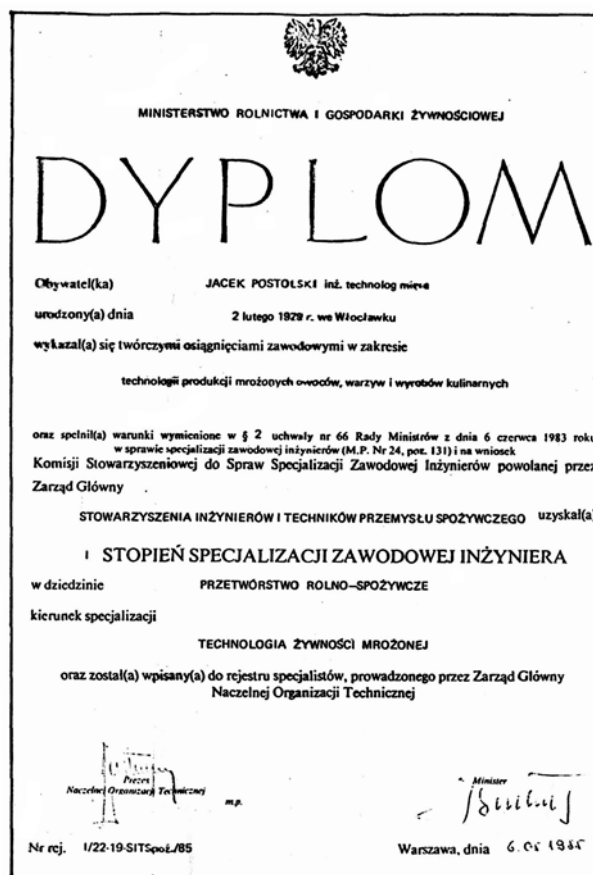 MINISTERSTWO ROLNICTWA I GOSPODARKI ŻYWNOŚCIOWEJ
DYPLOM
Obywatel(ka) JACEK POSTOLSKI inż. technolog mięsa
urodzony(a) dnia 2 lutego 1929 r. we Włocławku
wykazał(a) się twórczymi osiągnięciami zawodowymi w zakresie
technologii produkcji mrożonych owoców, warzyw i wyrobów kulinarnych
oraz spełnił(a) warunki wymienione w § 2 uchwały nr 66 Rady Ministrów z dnia 6 czerwca 1983 roku
w sprawie specjalizacji zawodowej inżynierów (M.P. Nr 24, poz. 131) i na wniosek
Komisji Stowarzyszeniowej do Spraw Specjalizacji Zawodowej Inżynierów powołanej przez
Zarząd Główny
STOWARZYSZENIA INŻYNIERÓW I TECHNIKÓW PRZEMYSŁU SPOŻYWCZEGO uzyskał(a)
I STOPIEŃ SPECJALIZACJI ZAWODOWEJ INŻYNIERA
w dziedzinie PRZETWÓRSTWO ROLNO-SPOŻYWCZE
kierunek specjalizacji
TECHNOLOGIA ŻYWNOŚCI MROŻONEJ
oraz został(a) wpisany(a) do rejestru specjalistów, prowadzonego przez Zarząd Główny
Naczelnej Organizacji Technicznej
Prezes
Naczelnej Organizacji Technicznej
m.p.
Minister
Nr rej. I/22-19-SITSpoż./85
Warszawa, dnia 6.05 1985